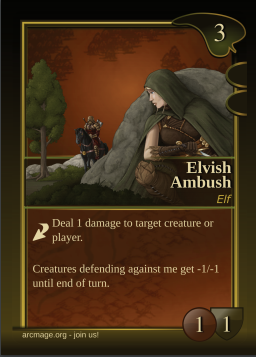 3
Elvish
Ambush
Elf
Deal 1 damage to target creature or
player.
Creatures defending against me get -1/-1
until end of turn.
1 1
arcmage.org - join us!